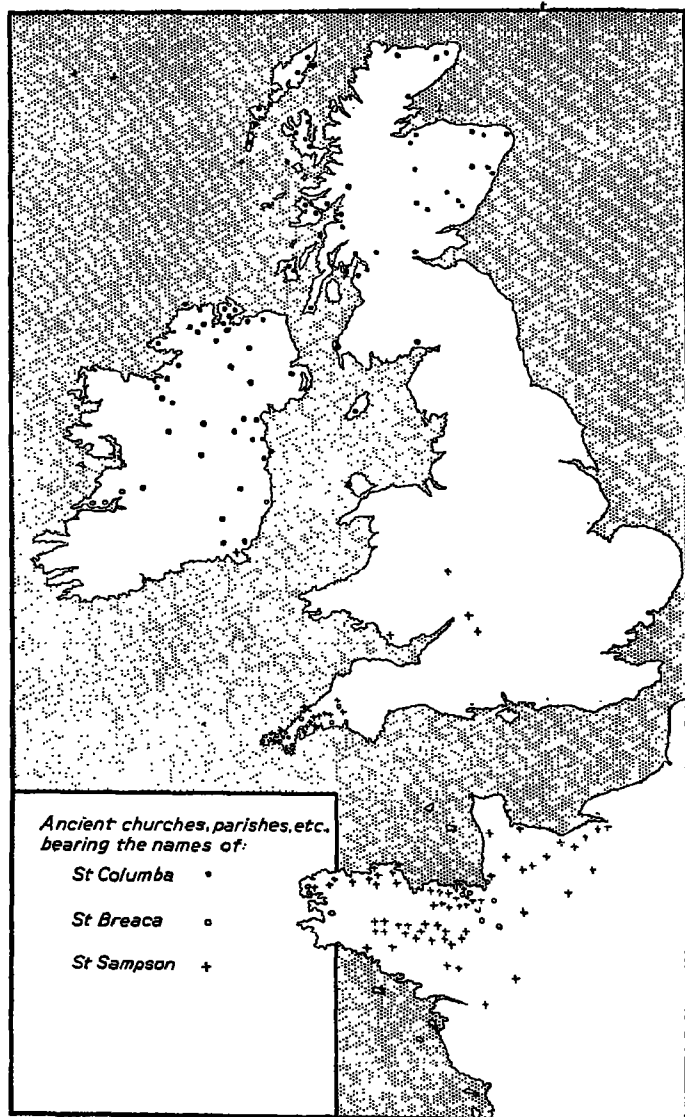 Ancient churches, parishes, etc.,
bearing the names of:
St Columba •
St Breaca o
St Sampson +